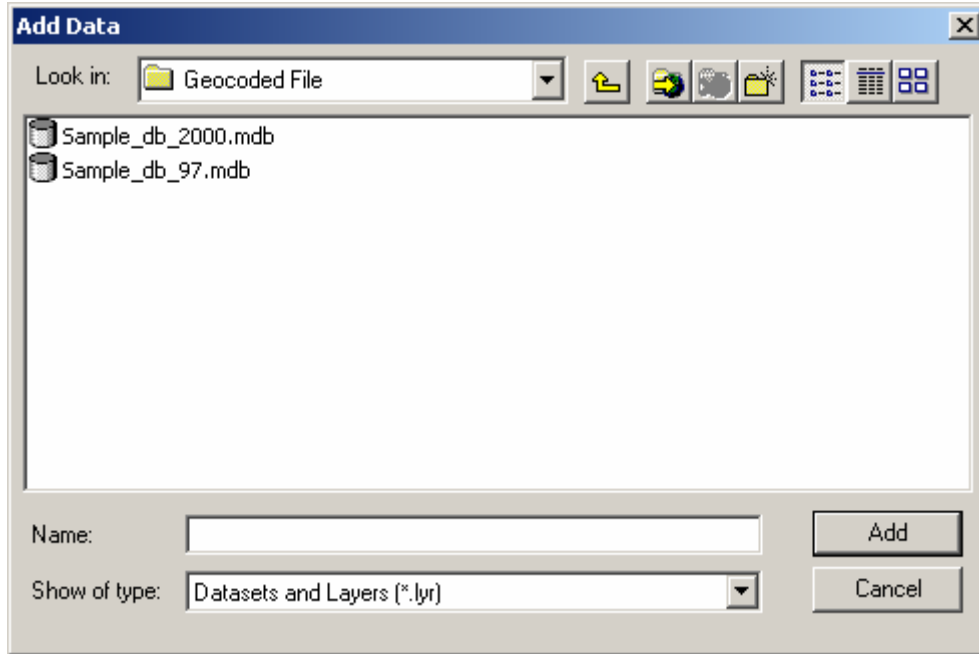 Add Data
Look in: Geocoded File
Sample_db_2000.mdb
Sample_db_97.mdb
Name: Add
Show of type: Datasets and Layers (*.lyr) Cancel